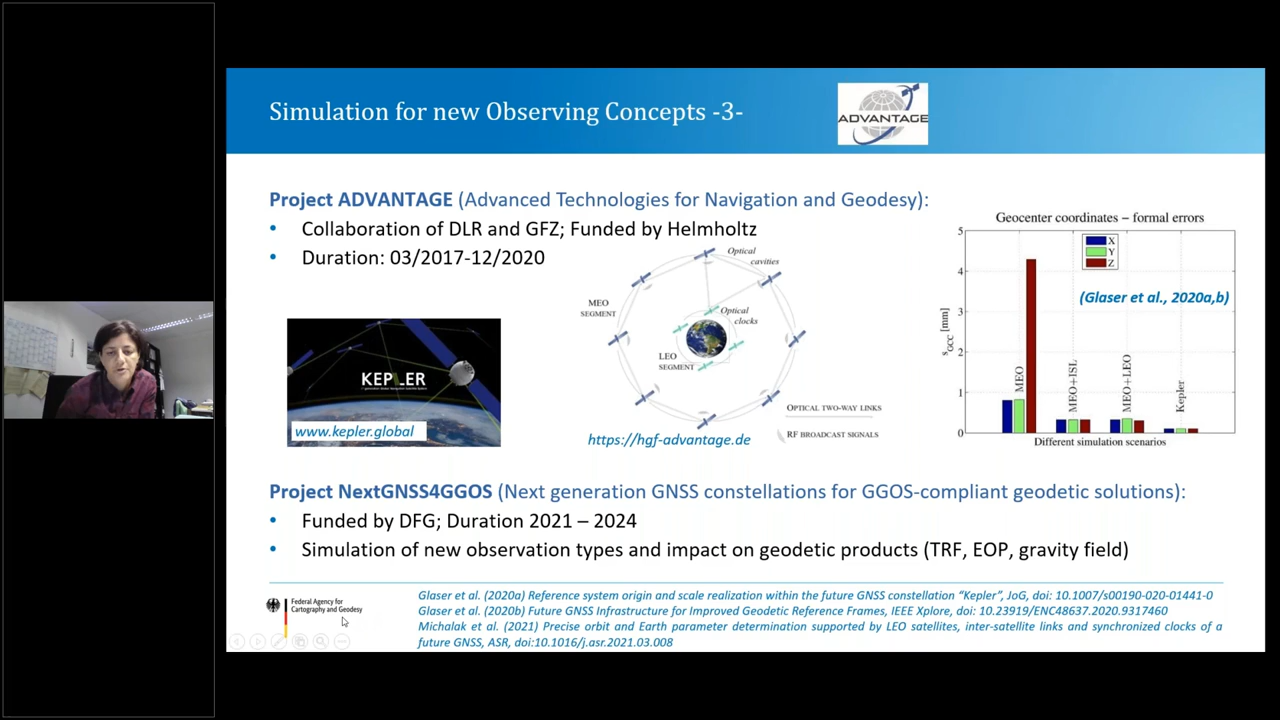 Simulation for new Observing Concepts -3-
ADVANTAGE
Project ADVANTAGE (Advanced Technologies for Navigation and Geodesy):
• Collaboration of DLR and GFZ; Funded by Helmholtz
• Duration: 03/2017-12/2020
KEPLER
www.kepler.global
Optical
cavities
MEO
SEGMENT
Optical
clocks
LEO
SEGMENT
OPTICAL TWO-WAY LINKS
RF BROADCAST SIGNALS
https://hgf-advantage.de
Geocenter coordinates – formal errors
X
Y
Z
(Glaser et al., 2020a,b)
5
4
3
2
1
0
sGCC [mm]
MEO
MEO+ISL
MEO+LEO
Kepler
Different simulation scenarios
Project NextGNSS4GGOS (Next generation GNSS constellations for GGOS-compliant geodetic solutions):
• Funded by DFG; Duration 2021 – 2024
• Simulation of new observation types and impact on geodetic products (TRF, EOP, gravity field)
Federal Agency for
Cartography and Geodesy
Glaser et al. (2020a) Reference system origin and scale realization within the future GNSS constellation “Kepler”, JoG, doi: 10.1007/s00190-020-01441-0
Glaser et al. (2020b) Future GNSS Infrastructure for Improved Geodetic Reference Frames, IEEE Xplore, doi: 10.23919/ENC48637.2020.9317460
Michalak et al. (2021) Precise orbit and Earth parameter determination supported by LEO satellites, inter-satellite links and synchronized clocks of a
future GNSS, ASR, doi:10.1016/j.asr.2021.03.008